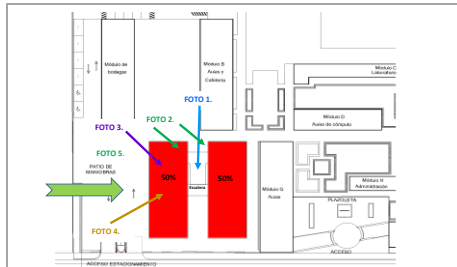 Módulo de
bodegas
Módulo B
Aulas y
Cafetería
Módulo C
Laboratorio
FOTO 1.
FOTO 2.
FOTO 3.
Módulo D
Aulas de cómputo
FOTO 5.
PATIO DE
MANIOBRAS
50%
50%
Escalera
Módulo G
Aulas
Módulo H
Administración
PLAZOLETA
FOTO 4.
ACCESO
ACCESO ESTACIONAMIENTO